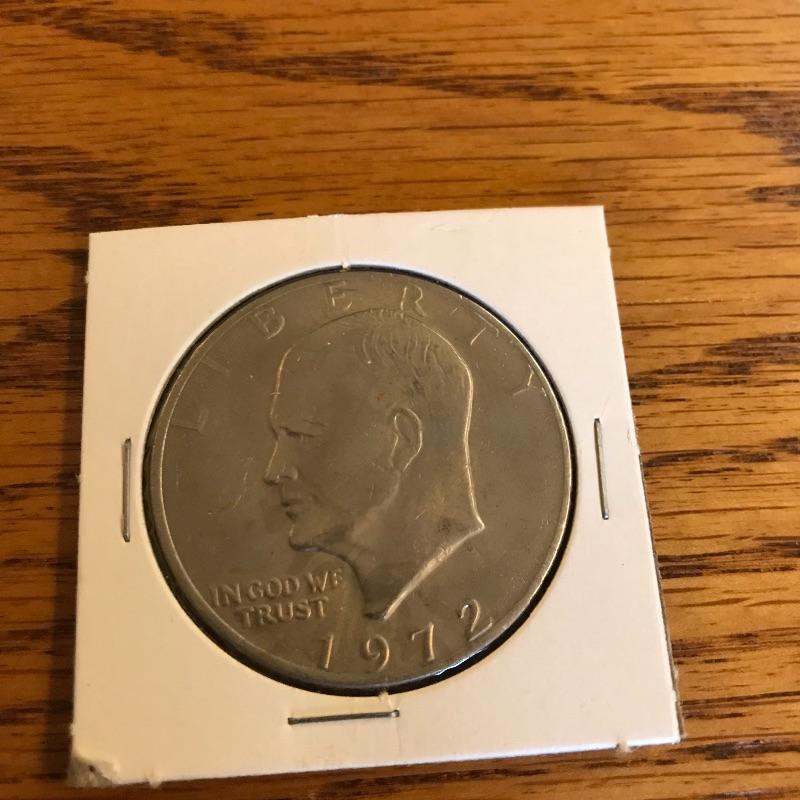 LIBERTY
IN GOD WE
TRUST
1972